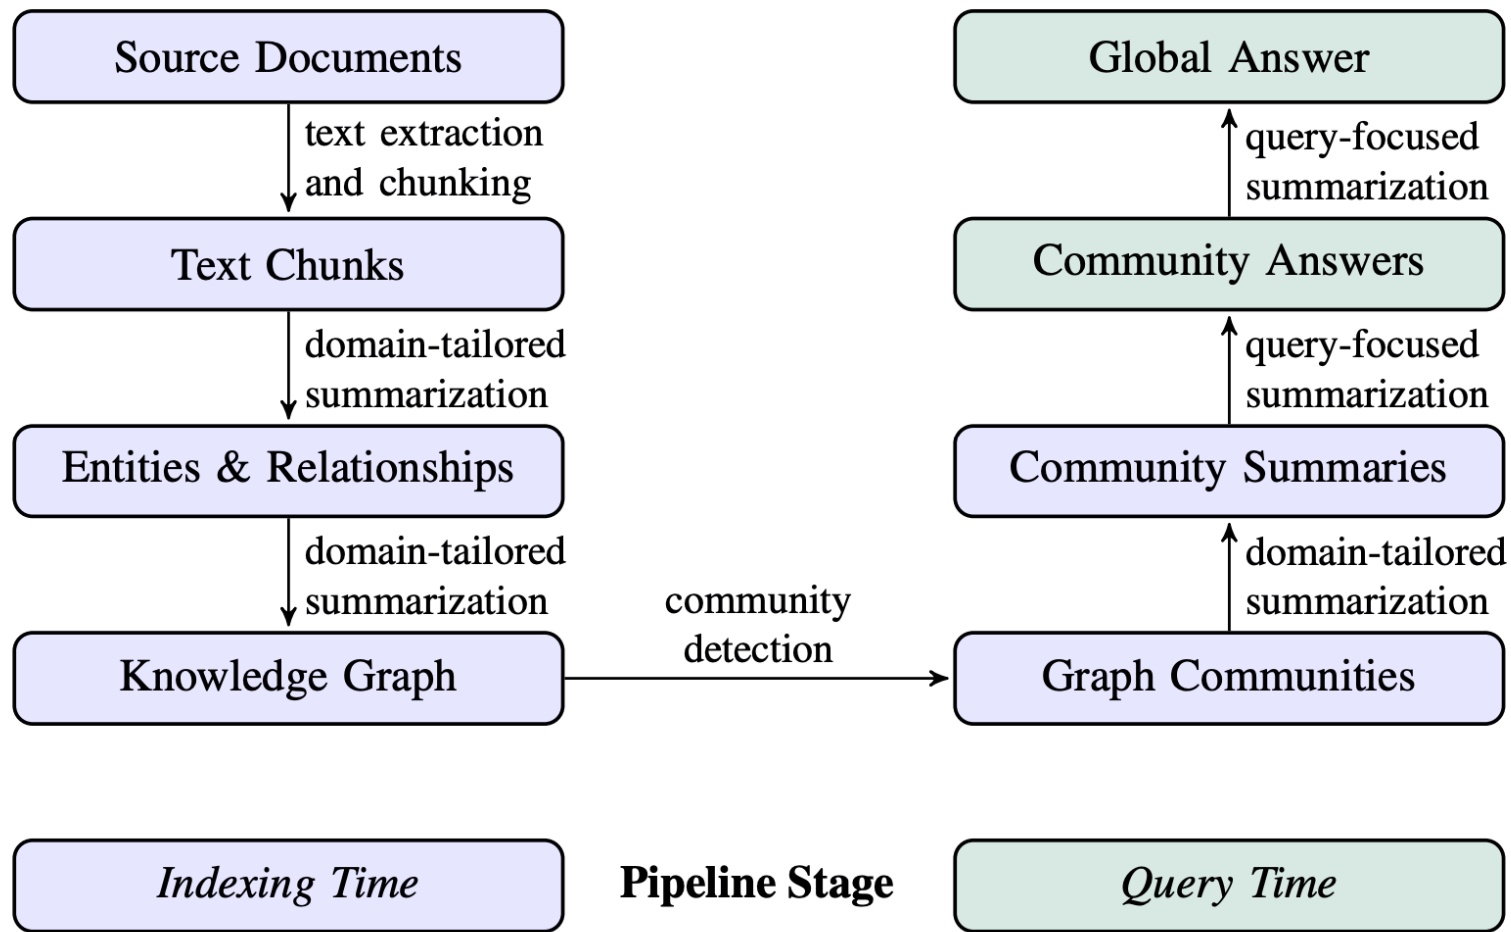 Source Documents
text extraction
and chunking
Text Chunks
domain-tailored
summarization
Entities & Relationships
domain-tailored
summarization
Knowledge Graph
community
detection
Graph Communities
domain-tailored
summarization
Community Summaries
query-focused
summarization
Community Answers
query-focused
summarization
Global Answer
Indexing Time
Pipeline Stage
Query Time